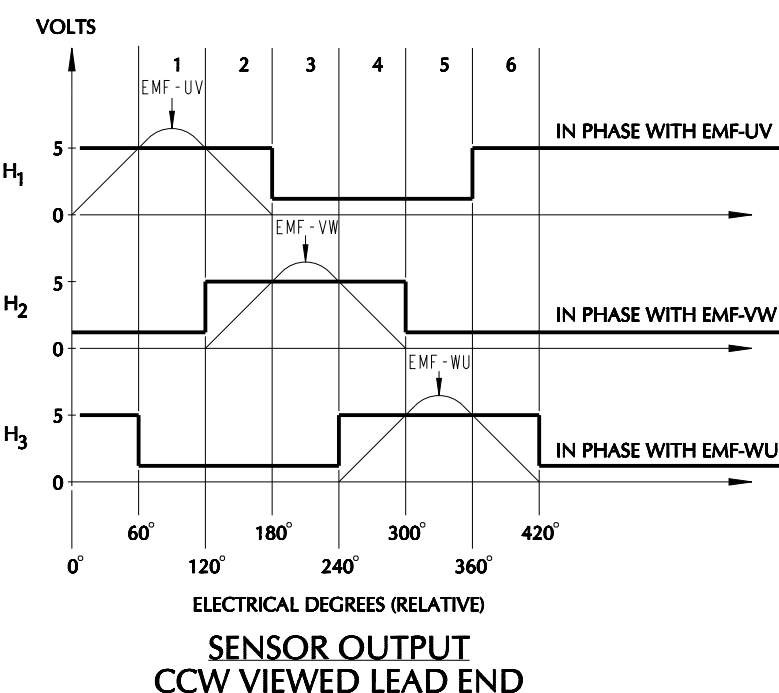 VOLTS
1 2 3 4 5 6
EMF-UV
IN PHASE WITH EMF-UV
5
H1
0
EMF-VW
5
H2
IN PHASE WITH EMF-VW
0
EMF-WU
5
H3
IN PHASE WITH EMF-WU
0
60° 180° 300° 420°
0° 120° 240° 360°
ELECTRICAL DEGREES (RELATIVE)
SENSOR OUTPUT
CCW VIEWED LEAD END